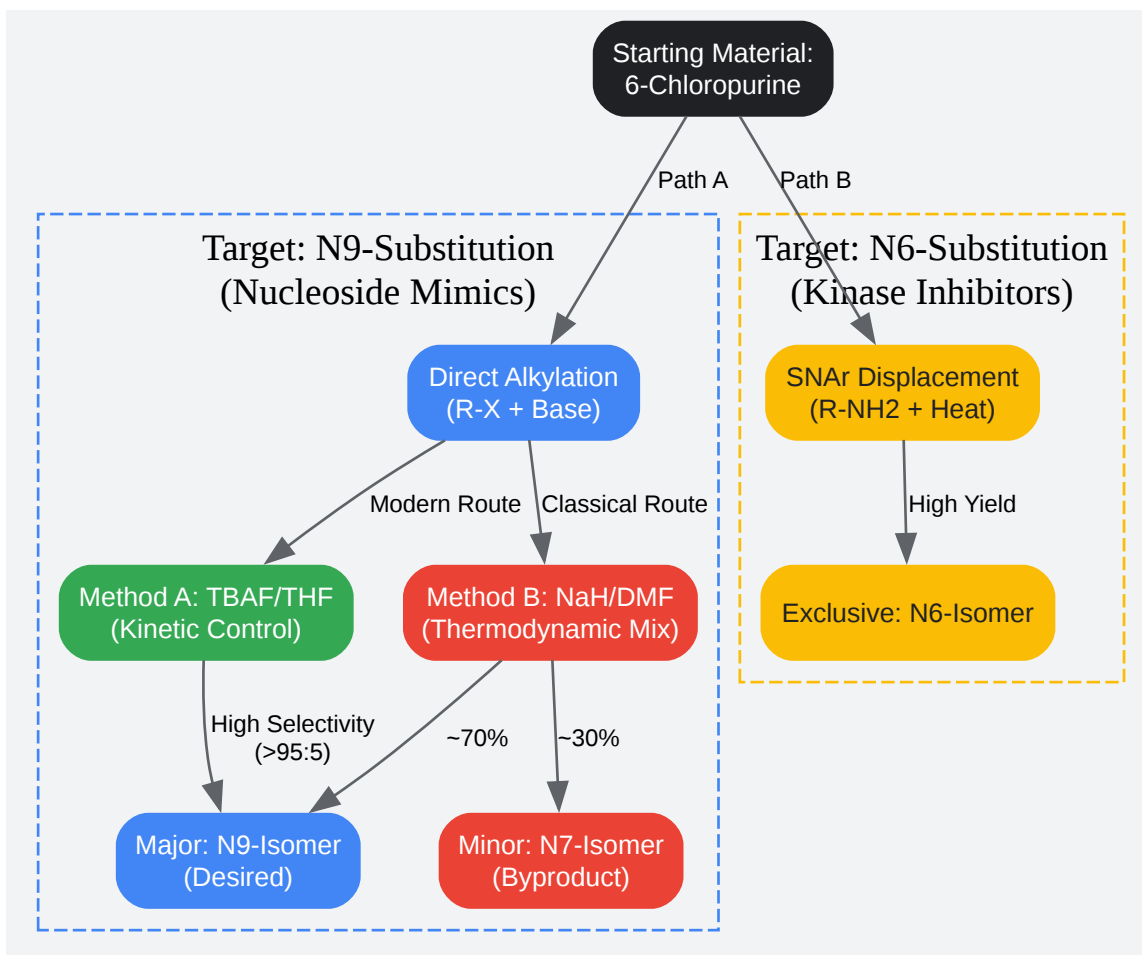 Starting Material:
6-Chloropurine
Path A
Path B
Target: N9-Substitution
(Nucleoside Mimics)
Target: N6-Substitution
(Kinase Inhibitors)
Direct Alkylation
(R-X + Base)
SNAr Displacement
(R-NH2 + Heat)
Modern Route
Classical Route
High Yield
Method A: TBAF/THF
(Kinetic Control)
Method B: NaH/DMF
(Thermodynamic Mix)
Exclusive: N6-Isomer
High Selectivity
(>95:5)
~70%
~30%
Major: N9-Isomer
(Desired)
Minor: N7-Isomer
(Byproduct)